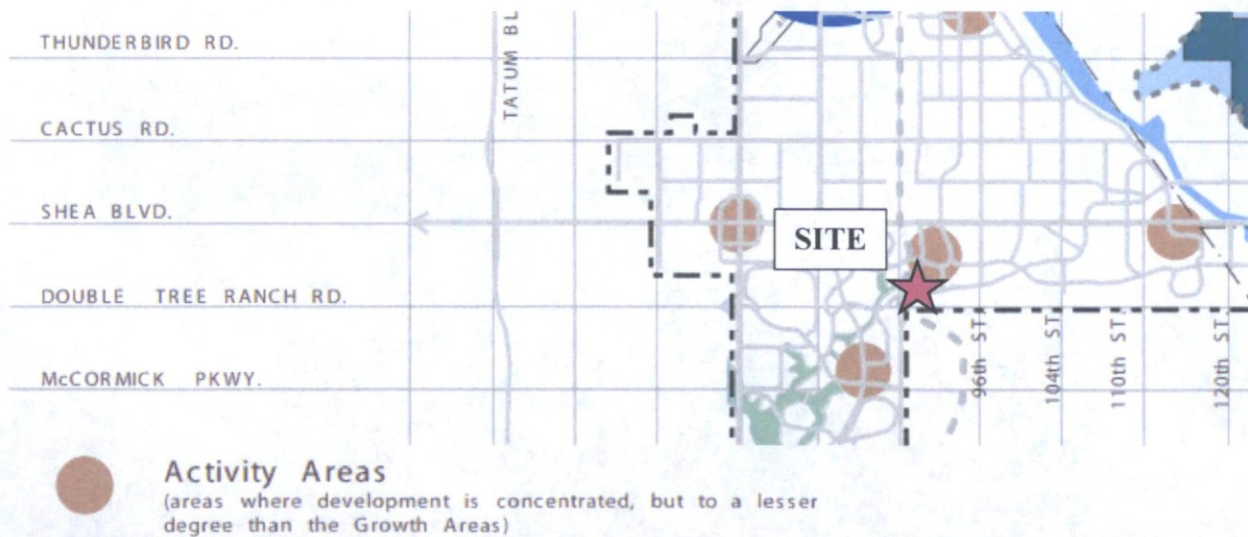 THUNDERBIRD RD.
TATUM BL
CACTUS RD.
SHEA BLVD.
SITE
DOUBLE TREE RANCH RD.
McCORMICK PKWY.
96th ST.
104th ST.
110th ST.
120th ST.
Activity Areas
(areas where development is concentrated, but to a lesser
degree than the Growth Areas)